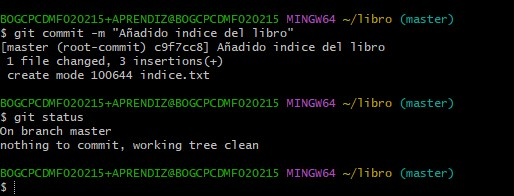 BOGCPCDMF020215+APRENDIZ@BOGCPCDMF020215 MINGW64 ~/libro (master)
$ git commit -m "Añadido indice del libro"
[master (root-commit) c9f7cc8] Añadido indice del libro
 1 file changed, 3 insertions(+)
 create mode 100644 indice.txt
BOGCPCDMF020215+APRENDIZ@BOGCPCDMF020215 MINGW64 ~/libro (master)
$ git status
On branch master
nothing to commit, working tree clean
BOGCPCDMF020215+APRENDIZ@BOGCPCDMF020215 MINGW64 ~/libro (master)
$